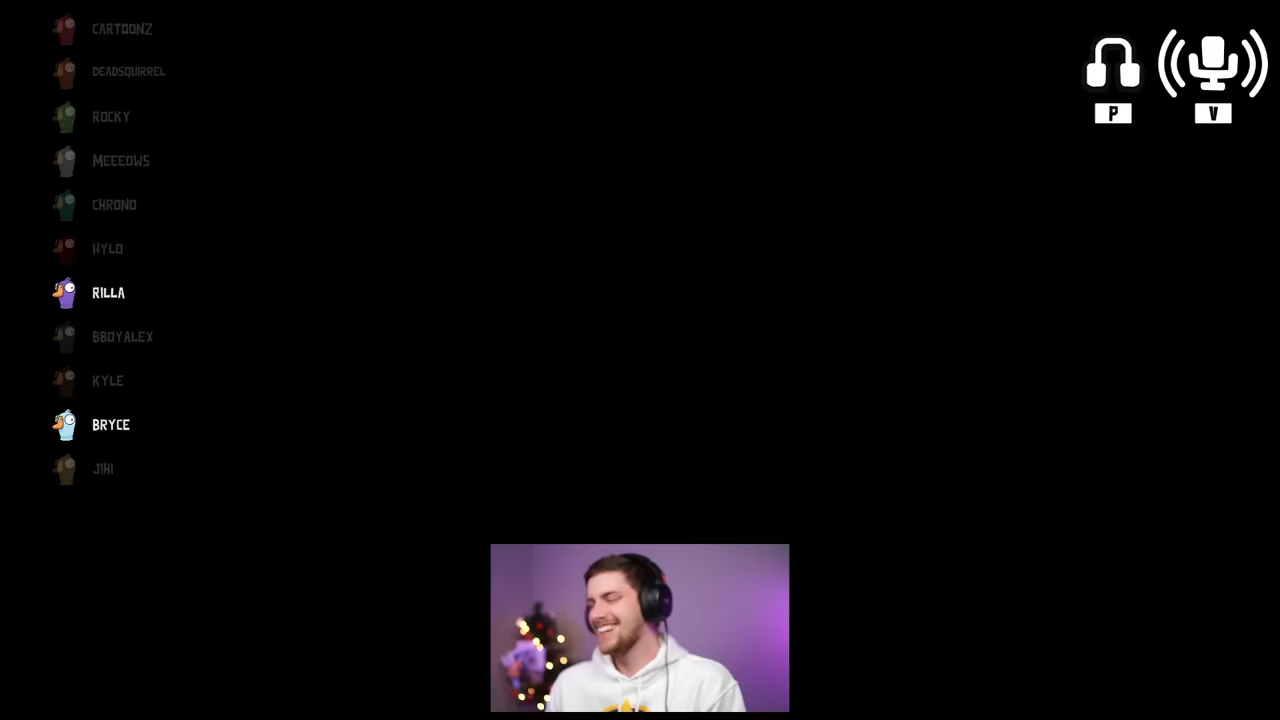 CARTOONZ
DEADSQUIRREL
ROCKY
MEEEOWS
CHRONO
HYLO
RILLA
BBOYALEX
KYLE
BRYCE
JIHI
P
V